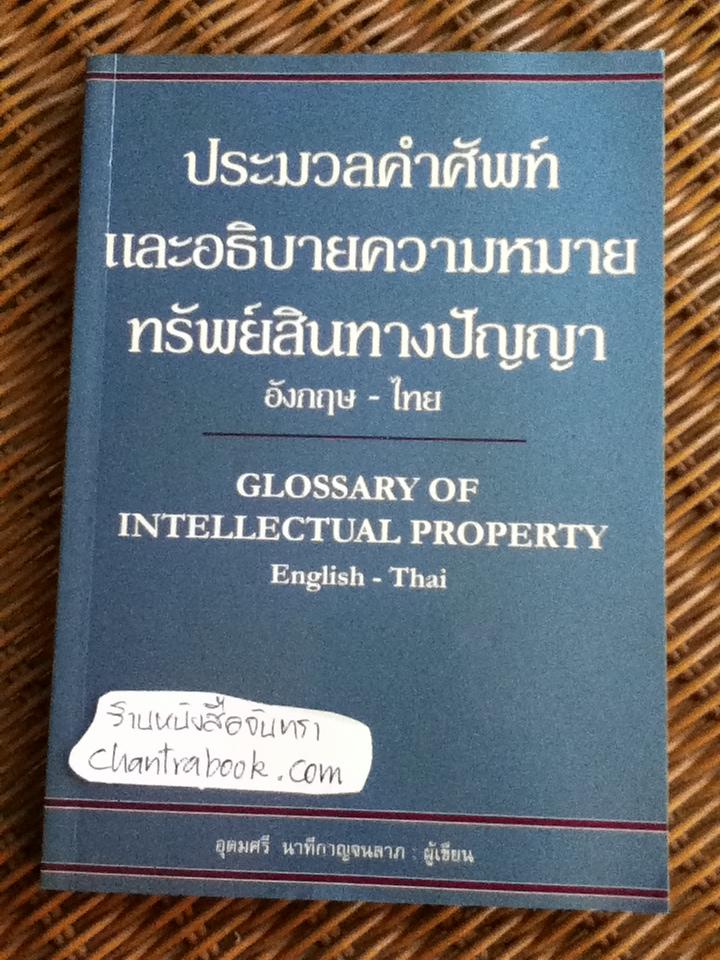 ประมวลคำศัพท์
และอธิบายความหมาย
ทรัพย์สินทางปัญญา
อังกฤษ - ไทย
GLOSSARY OF
INTELLECTUAL PROPERTY
English - Thai
ร้านหนังสือจันทรา
chantrabook.com
อุดมศรี นาทีกาญจนลาภ : ผู้เขียน